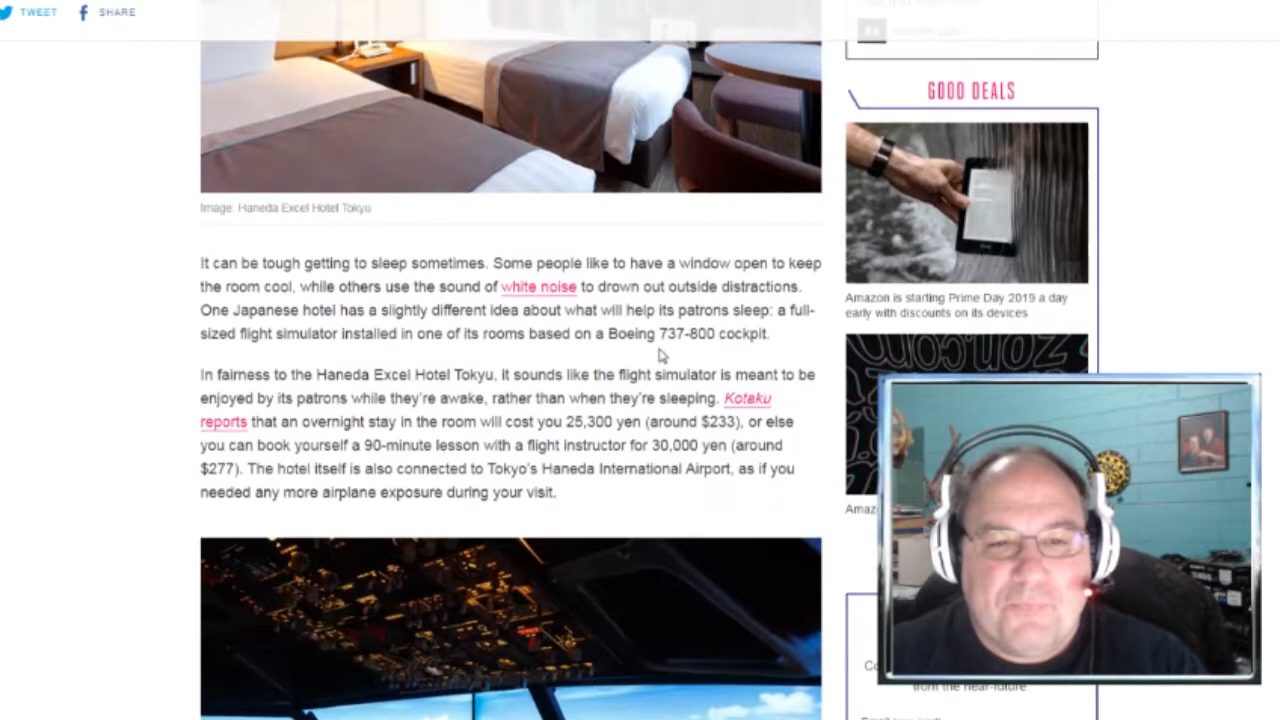 TWEET
SHARE
GOOD DEALS
Image: Haneda Excel Hotel Tokyu
It can be tough getting to sleep sometimes. Some people like to have a window open to keep
the room cool, while others use the sound of white noise to drown out outside distractions.
One Japanese hotel has a slightly different idea about what will help its patrons sleep: a full-
sized flight simulator installed in one of its rooms based on a Boeing 737-800 cockpit.
In fairness to the Haneda Excel Hotel Tokyu, it sounds like the flight simulator is meant to be
enjoyed by its patrons while they're awake, rather than when they're sleeping. Kotaku
reports that an overnight stay in the room will cost you 25,300 yen (around $233), or else
you can book yourself a 90-minute lesson with a flight instructor for 30,000 yen (around
$277). The hotel itself is also connected to Tokyo's Haneda International Airport, as if you
needed any more airplane exposure during your visit.
Amazon is starting Prime Day 2019 a day
early with discounts on its devices
zon.com
Amaz
Co
from the near-future.